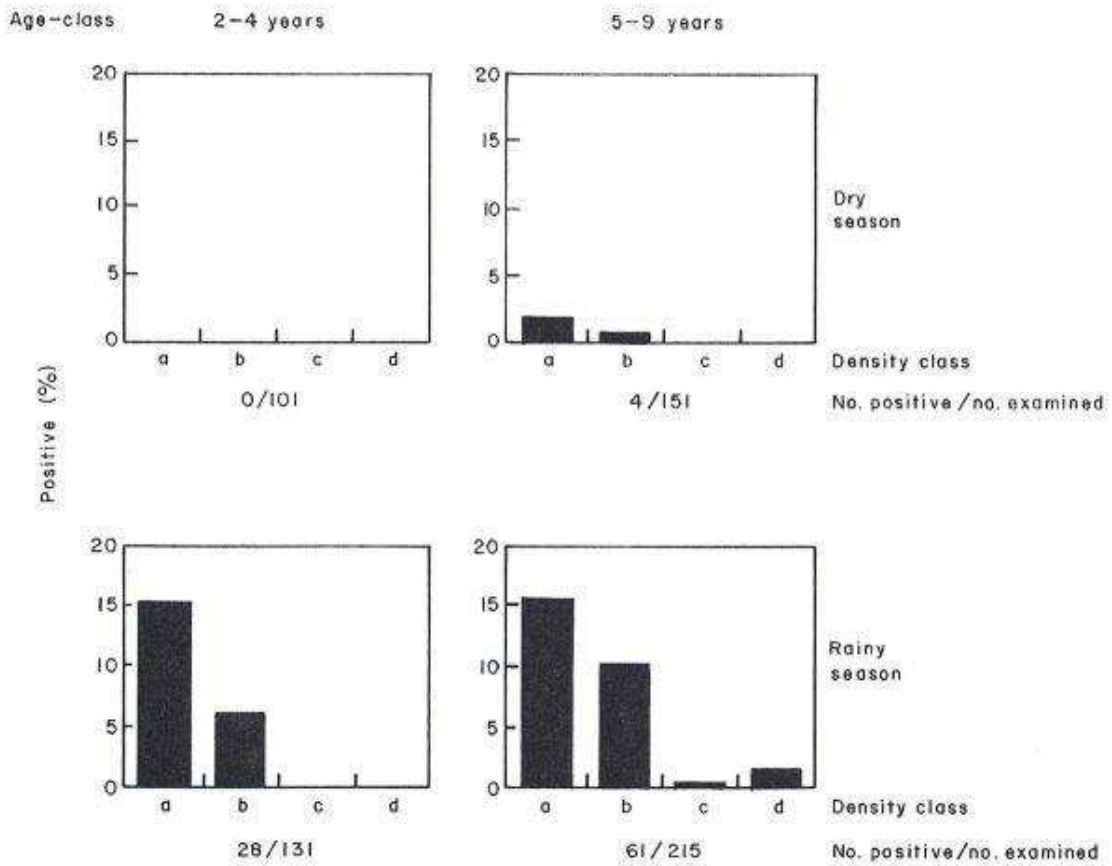 Age-class 2-4 years 5-9 years
20 20
15 15
10 10
5 5
0 0
Dry
season
a b c d a b c d Density class
0/101 4/151 No. positive/no. examined
Positive (%)
20 20
15 15
10 10
5 5
0 0
Rainy
season
a b c d a b c d Density class
28/131 61/215 No. positive/no. examined